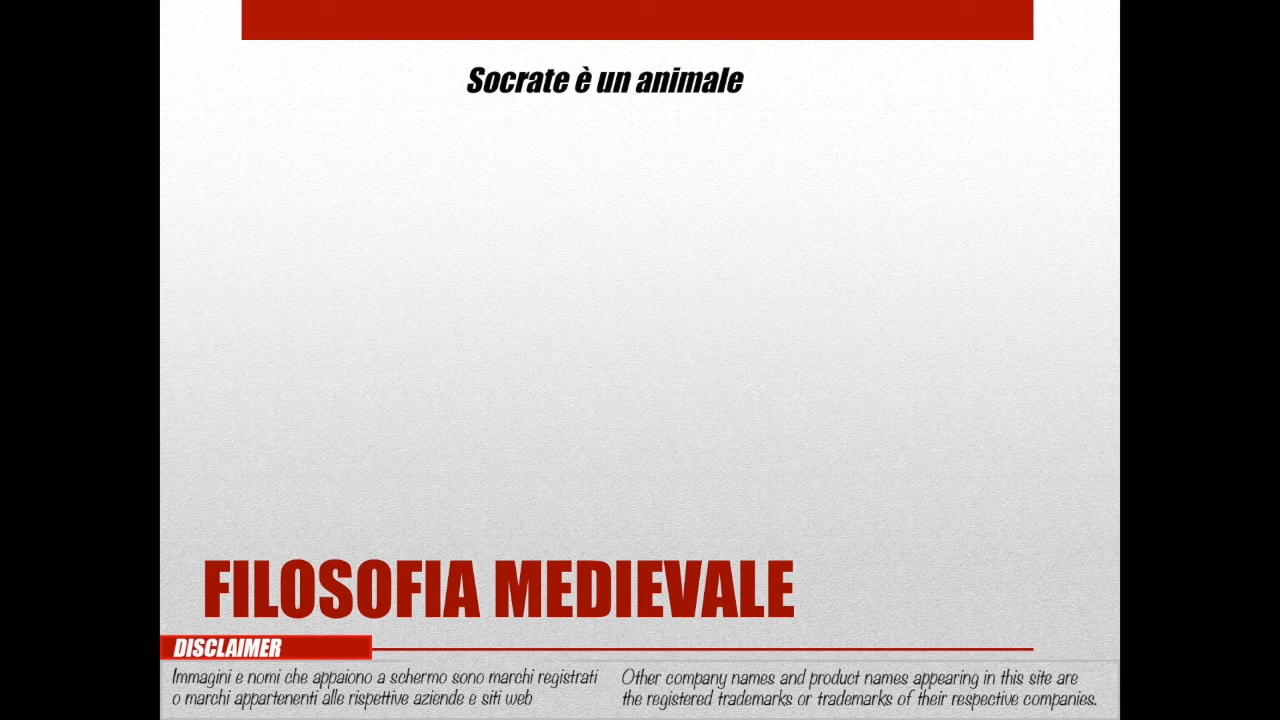 Socrate è un animale
FILOSOFIA MEDIEVALE
DISCLAIMER
Immagini e nomi che appaiono a schermo sono marchi registrati
o marchi appartenenti alle rispettive aziende e siti web
Other company names and product names appearing in this site are
the registered trademarks or trademarks of their respective companies.